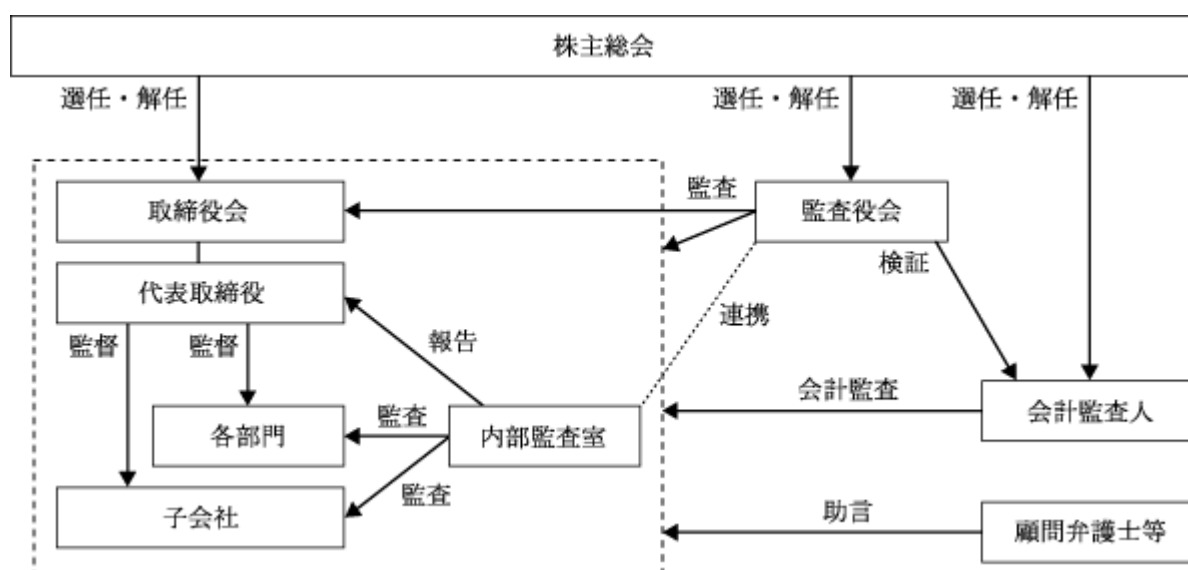 株主総会
選任・解任
選任・解任
選任・解任
取締役会
監査
監査役会
代表取締役
検証
監督
監督
報告
連携
各部門
監査
内部監査室
会計監査
会計監査人
監査
子会社
助言
顧問弁護士等